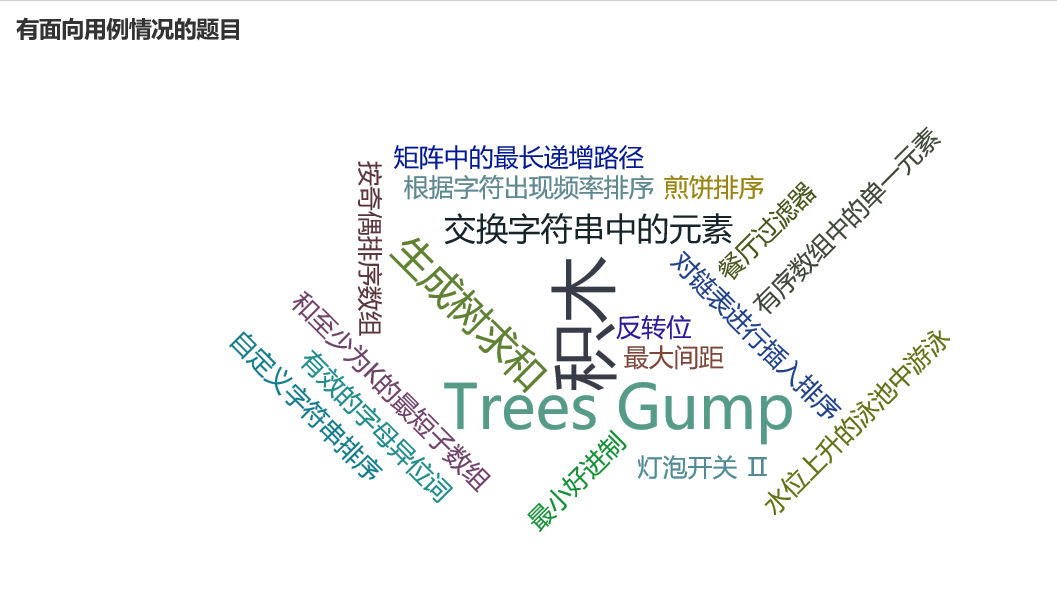 有面向用例情况的题目
矩阵中的最长递增路径
按奇偶排序数组
根据字符出现频率排序
煎饼排序
交换字符串中的元素
餐厅过滤器
有序数组中的单一元素
生成树求和
积木
对链表进行插入排序
反转位
最大间距
和至少为K的最短子数组
自定义字符串排序
有效的字母异位词
Trees Gump
水位上升的泳池中游泳
最小好进制
灯泡开关 Ⅱ